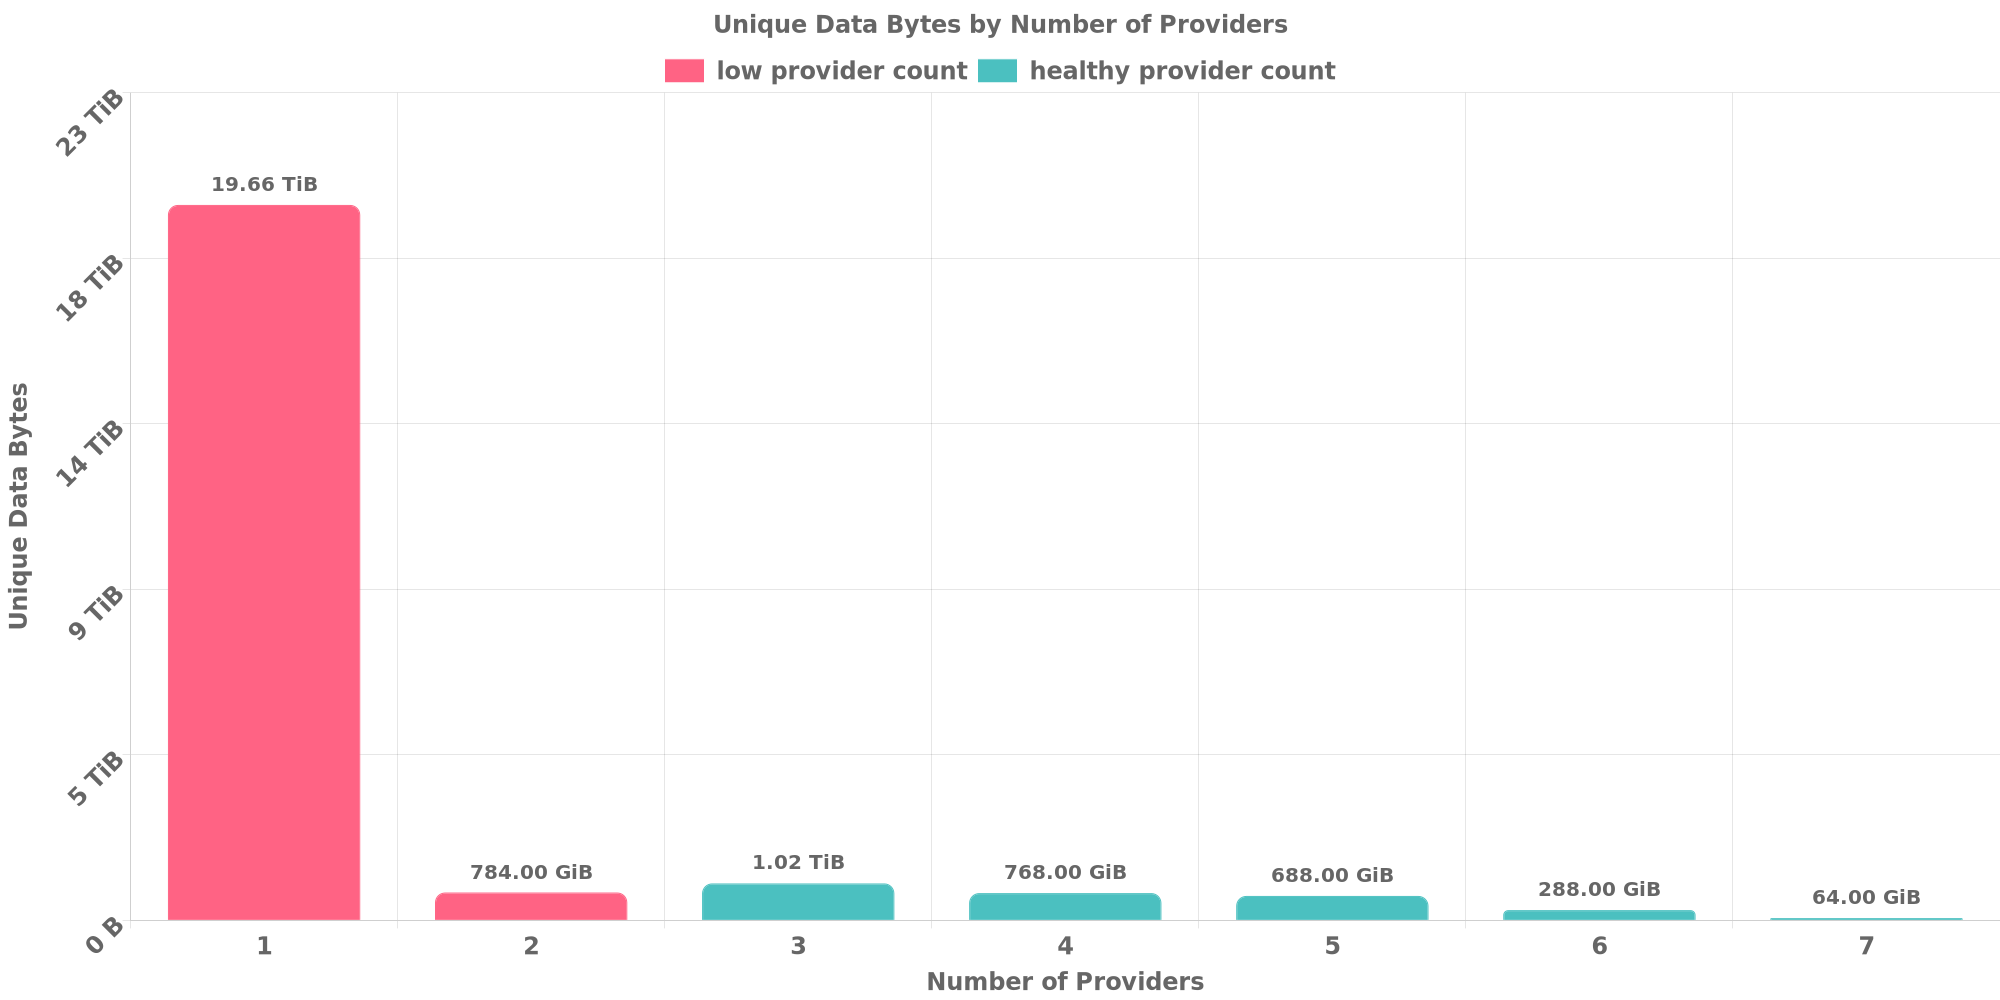 Unique Data Bytes by Number of Providers
low provider count healthy provider count
23 TiB
18 TiB
14 TiB
9 TiB
5 TiB
0 B
Unique Data Bytes
19.66 TiB
784.00 GiB
1.02 TiB
768.00 GiB
688.00 GiB
288.00 GiB
64.00 GiB
1 2 3 4 5 6 7
Number of Providers